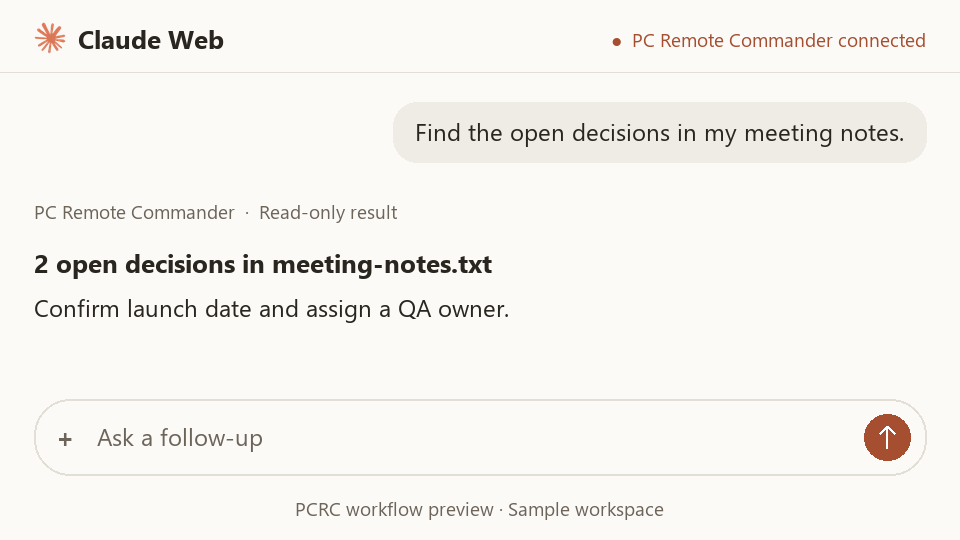 Claude Web
● PC Remote Commander connected
Find the open decisions in my meeting notes.
PC Remote Commander · Read-only result
2 open decisions in meeting-notes.txt
Confirm launch date and assign a QA owner.
+ Ask a follow-up
PCRC workflow preview · Sample workspace